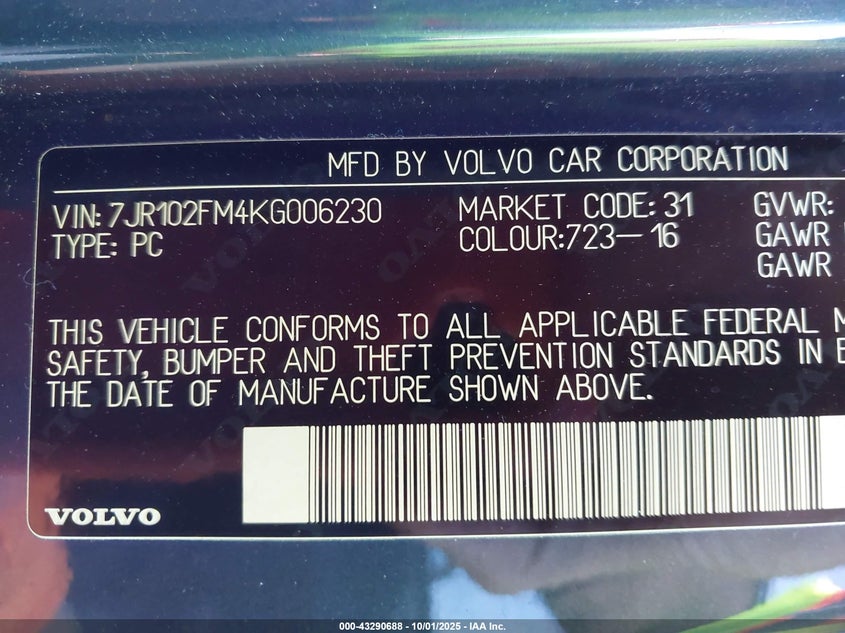 MFD BY VOLVO CAR CORPORATION
VIN: 7JR102FM4KG006230 MARKET CODE: 31 GVWR:
TYPE: PC COLOUR:723-16 GAWR
GAWR
THIS VEHICLE CONFORMS TO ALL APPLICABLE FEDERAL M
SAFETY, BUMPER AND THEFT PREVENTION STANDARDS IN E
THE DATE OF MANUFACTURE SHOWN ABOVE.
VOLVO
000-43290688 - 10/01/2025 - IAA Inc.